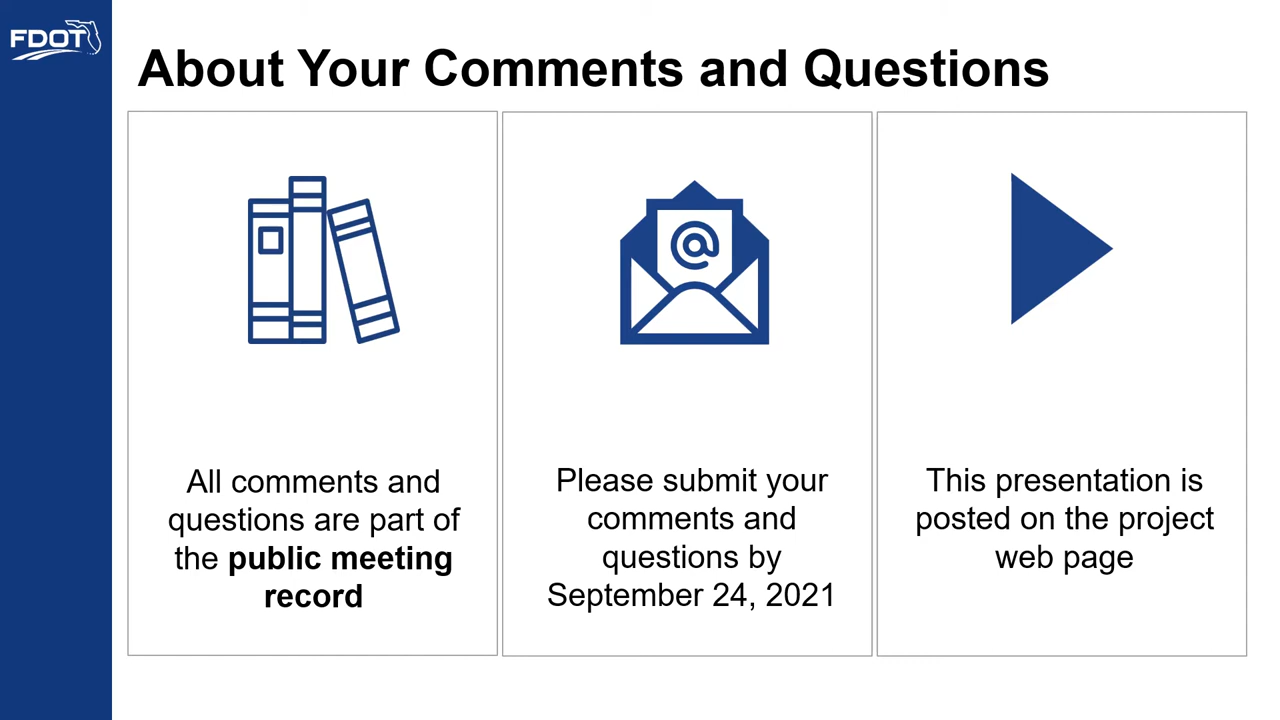 FDOT
About Your Comments and Questions
All comments and
questions are part of
the public meeting
record
@
Please submit your
comments and
questions by
September 24, 2021
This presentation is
posted on the project
web page